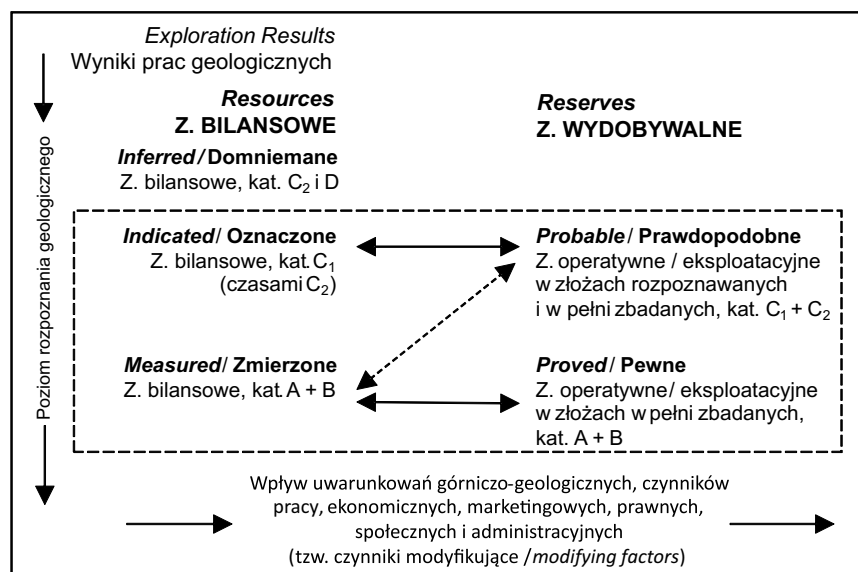 Exploration Results
Wyniki prac geologicznych
Poziom rozpoznania geologicznego
Resources
Z. BILANSOWE
Reserves
Z. WYDOBYWALNE
Inferred / Domniemane
Z. bilansowe, kat. C₂ i D
Indicated / Oznaczone
Z. bilansowe, kat. C₁
(czasami C₂)
Probable / Prawdopodobne
Z. operatywne / eksploatacyjne
w złożach rozpoznawanych
i w pełni zbadanych, kat. C₁ + C₂
Measured / Zmierzone
Z. bilansowe, kat. A + B
Proved / Pewne
Z. operatywne / eksploatacyjne
w złożach w pełni zbadanych,
kat. A + B
Wpływ uwarunkowań górniczo-geologicznych, czynników
pracy, ekonomicznych, marketingowych, prawnych,
społecznych i administracyjnych
(tzw. czynniki modyfikujące /modifying factors)